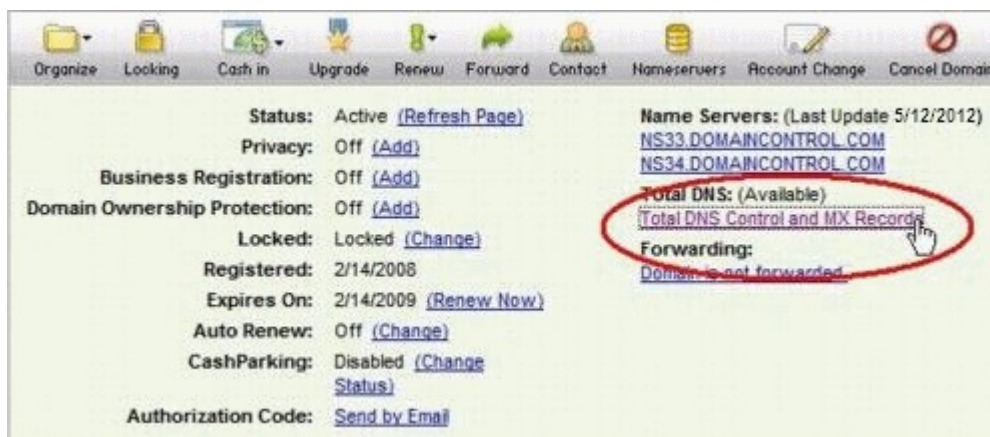 Organize Locking Cash in Upgrade Renew Forward Contact Nameservers Account Change Cancel Domain
Status: Active (Refresh Page)
Privacy: Off (Add)
Business Registration: Off (Add)
Domain Ownership Protection: Off (Add)
Locked: Locked (Change)
Registered: 2/14/2008
Expires On: 2/14/2009 (Renew Now)
Auto Renew: Off (Change)
CashParking: Disabled (Change
Status)
Authorization Code: Send by Email
Name Servers: (Last Update 5/12/2012)
NS33.DOMAINCONTROL.COM
NS34.DOMAINCONTROL.COM
Total DNS: (Available)
Total DNS Control and MX Records
Forwarding:
Domain is not forwarded.